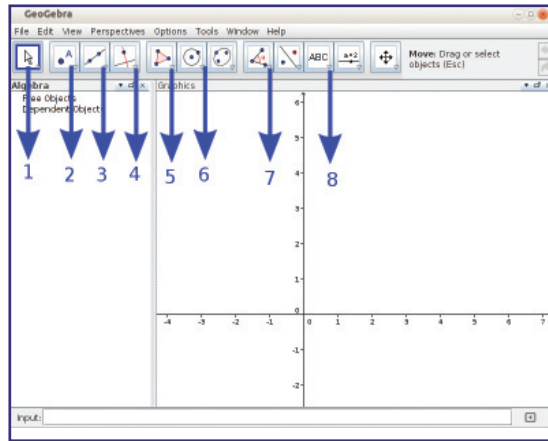 GeoGebra
File Edit View Perspectives Options Tools Window Help
A
ABC
a=2
Move: Drag or select
objects (Esc)
Algebra
Graphics
Free Objects
Dependent Objects
1 2 3 4 5 6 7 8
6
5
4
3
2
1
0
-4 -3 -2 -1 0 1 2 3 4 5 6 7
-1
-2
Input: